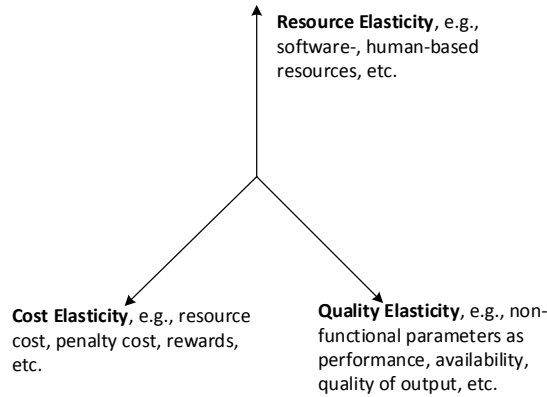 Resource Elasticity, e.g.,
software-, human-based
resources, etc.
Cost Elasticity, e.g., resource
cost, penalty cost, rewards,
etc.
Quality Elasticity, e.g., non-
functional parameters as
performance, availability,
quality of output, etc.